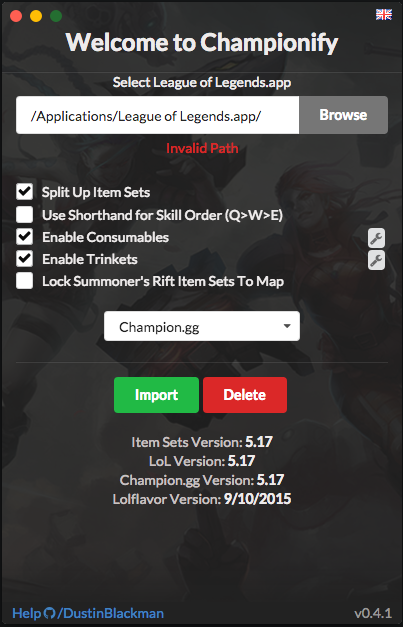 Welcome to Championify
Select League of Legends.app
/Applications/League of Legends.app/ Browse
Invalid Path
Split Up Item Sets
Use Shorthand for Skill Order (Q>W>E)
Enable Consumables
Enable Trinkets
Lock Summoner's Rift Item Sets To Map
Champion.gg
Import Delete
Item Sets Version: 5.17
LoL Version: 5.17
Champion.gg Version: 5.17
Lolflavor Version: 9/10/2015
Help /DustinBlackman v0.4.1